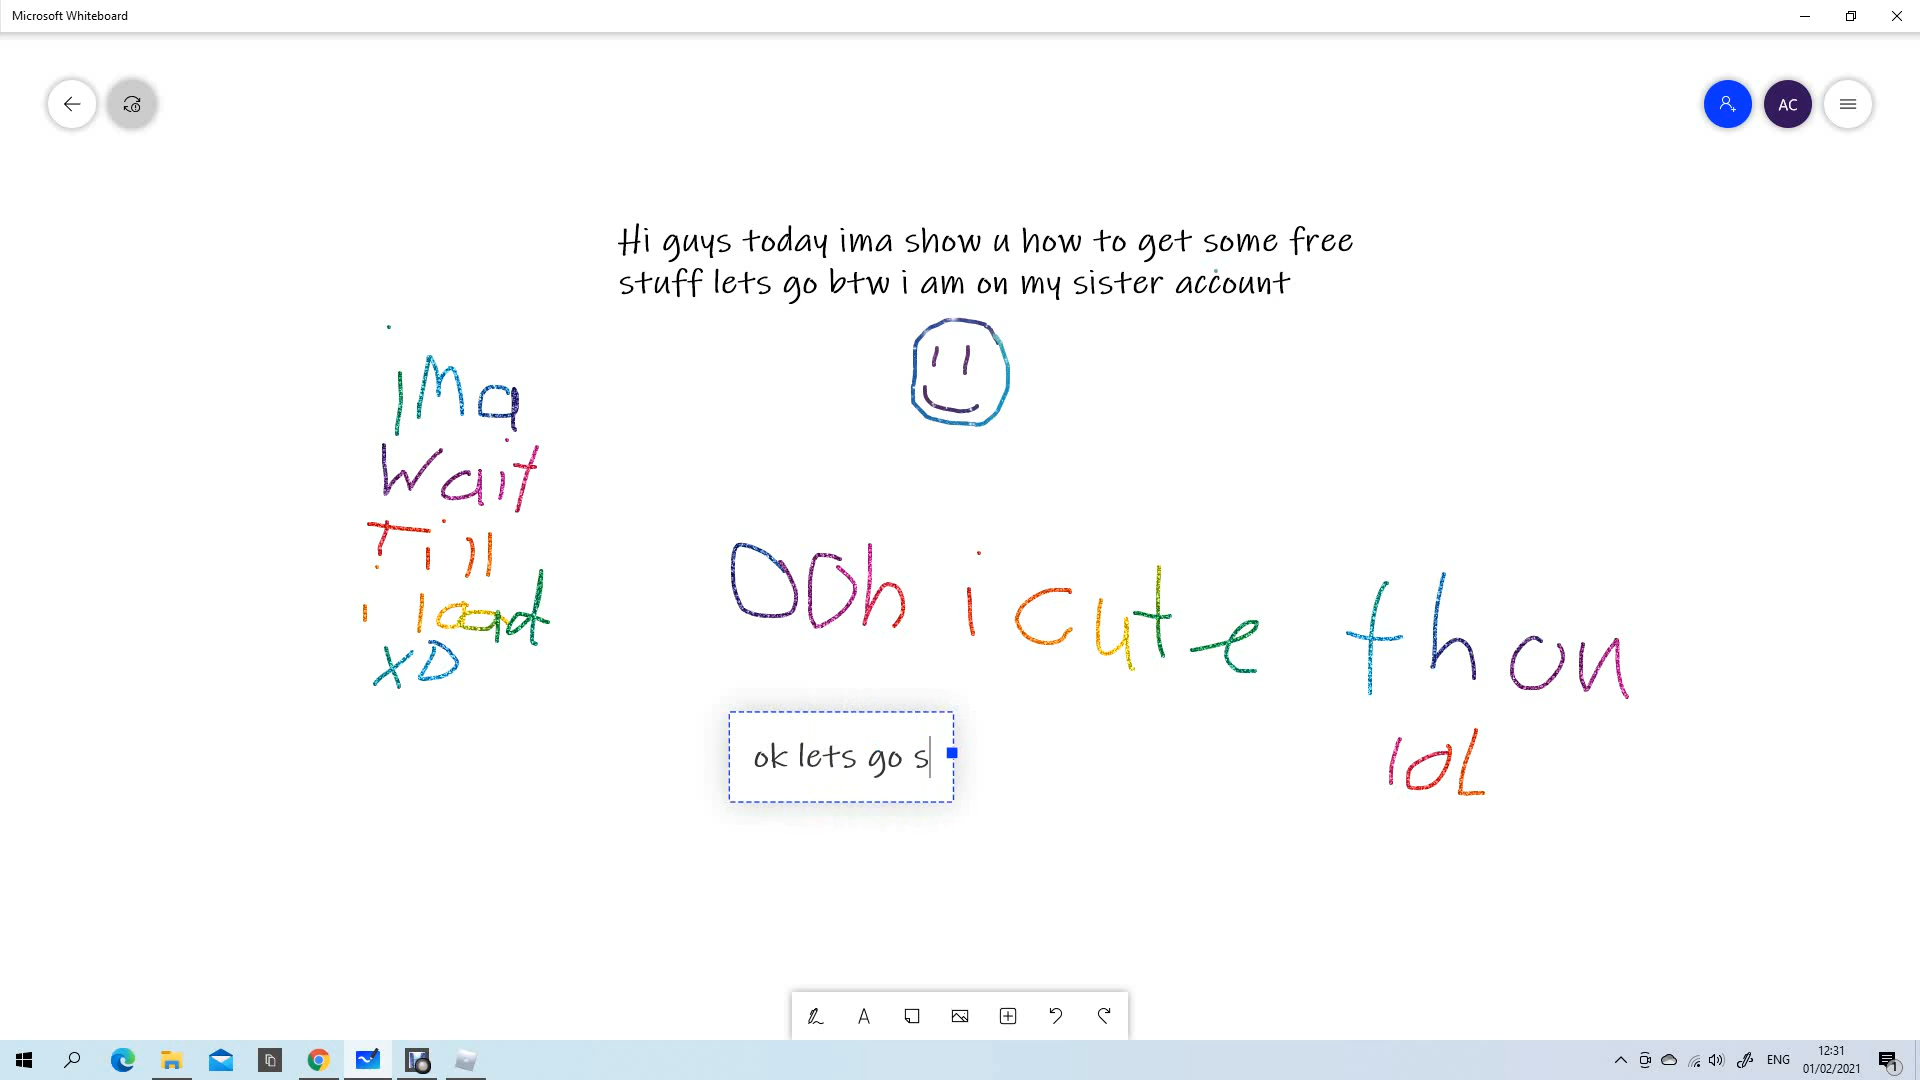 Microsoft Whiteboard
AC
Hi guys today ima show u how to get some free
stuff lets go btw i am on my sister account
iMa
Wait
Till
i load
XD
OOh i cute thon
lOL
ok lets go s
ENG
12:31
01/02/2021
1